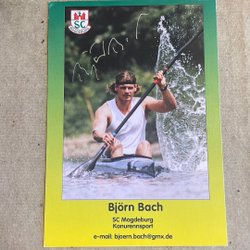 SC
Björn Bach
SC Magdeburg
Kanurennsport
e-mail: bjoern.bach@gmx.de